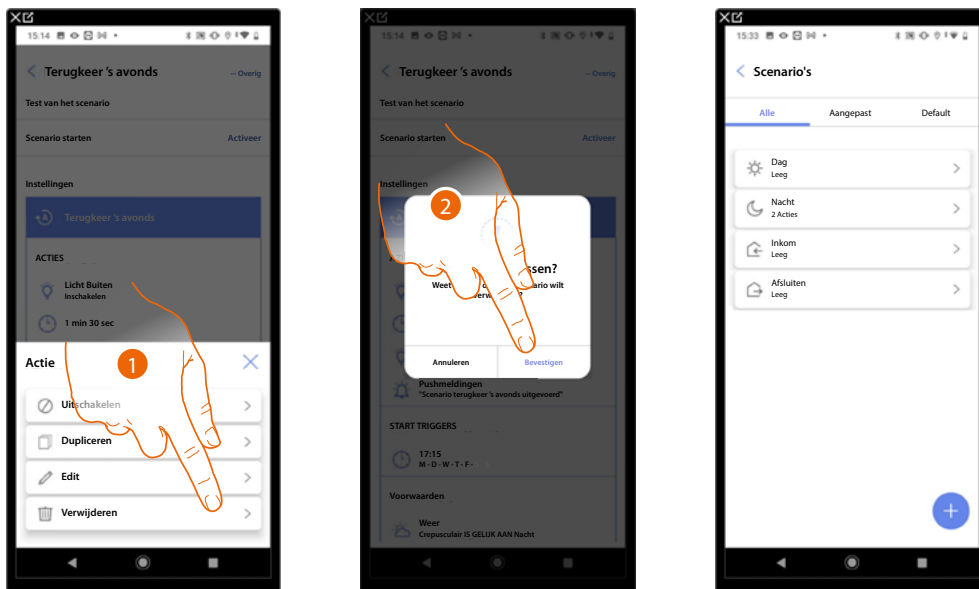 15:14
Terugkeer 's avonds
-- Overig
Test van het scenario
Scenario starten
Activeer
Instellingen
Terugkeer 's avonds
ACTIES
Licht Buiten
Inschakelen
1 min 30 sec
Actie
1
Uitschakelen
Dupliceren
Edit
Verwijderen
15:14
Terugkeer 's avonds
-- Overig
Test van het scenario
Scenario starten
Activeer
Instellingen
2
ssen?
Weet
ario wilt
Annuleren
Bevestigen
Pushmeldingen
"Scenario terugkeer 's avonds uitgevoerd"
START TRIGGERS
17:15
M - D - W - T - F -
Voorwaarden
Weer
Crepusculair IS GELIJK AAN Nacht
15:33
Scenario's
Alle
Aangepast
Default
Dag
Leeg
Nacht
2 Acties
Inkom
Leeg
Afsluiten
Leeg